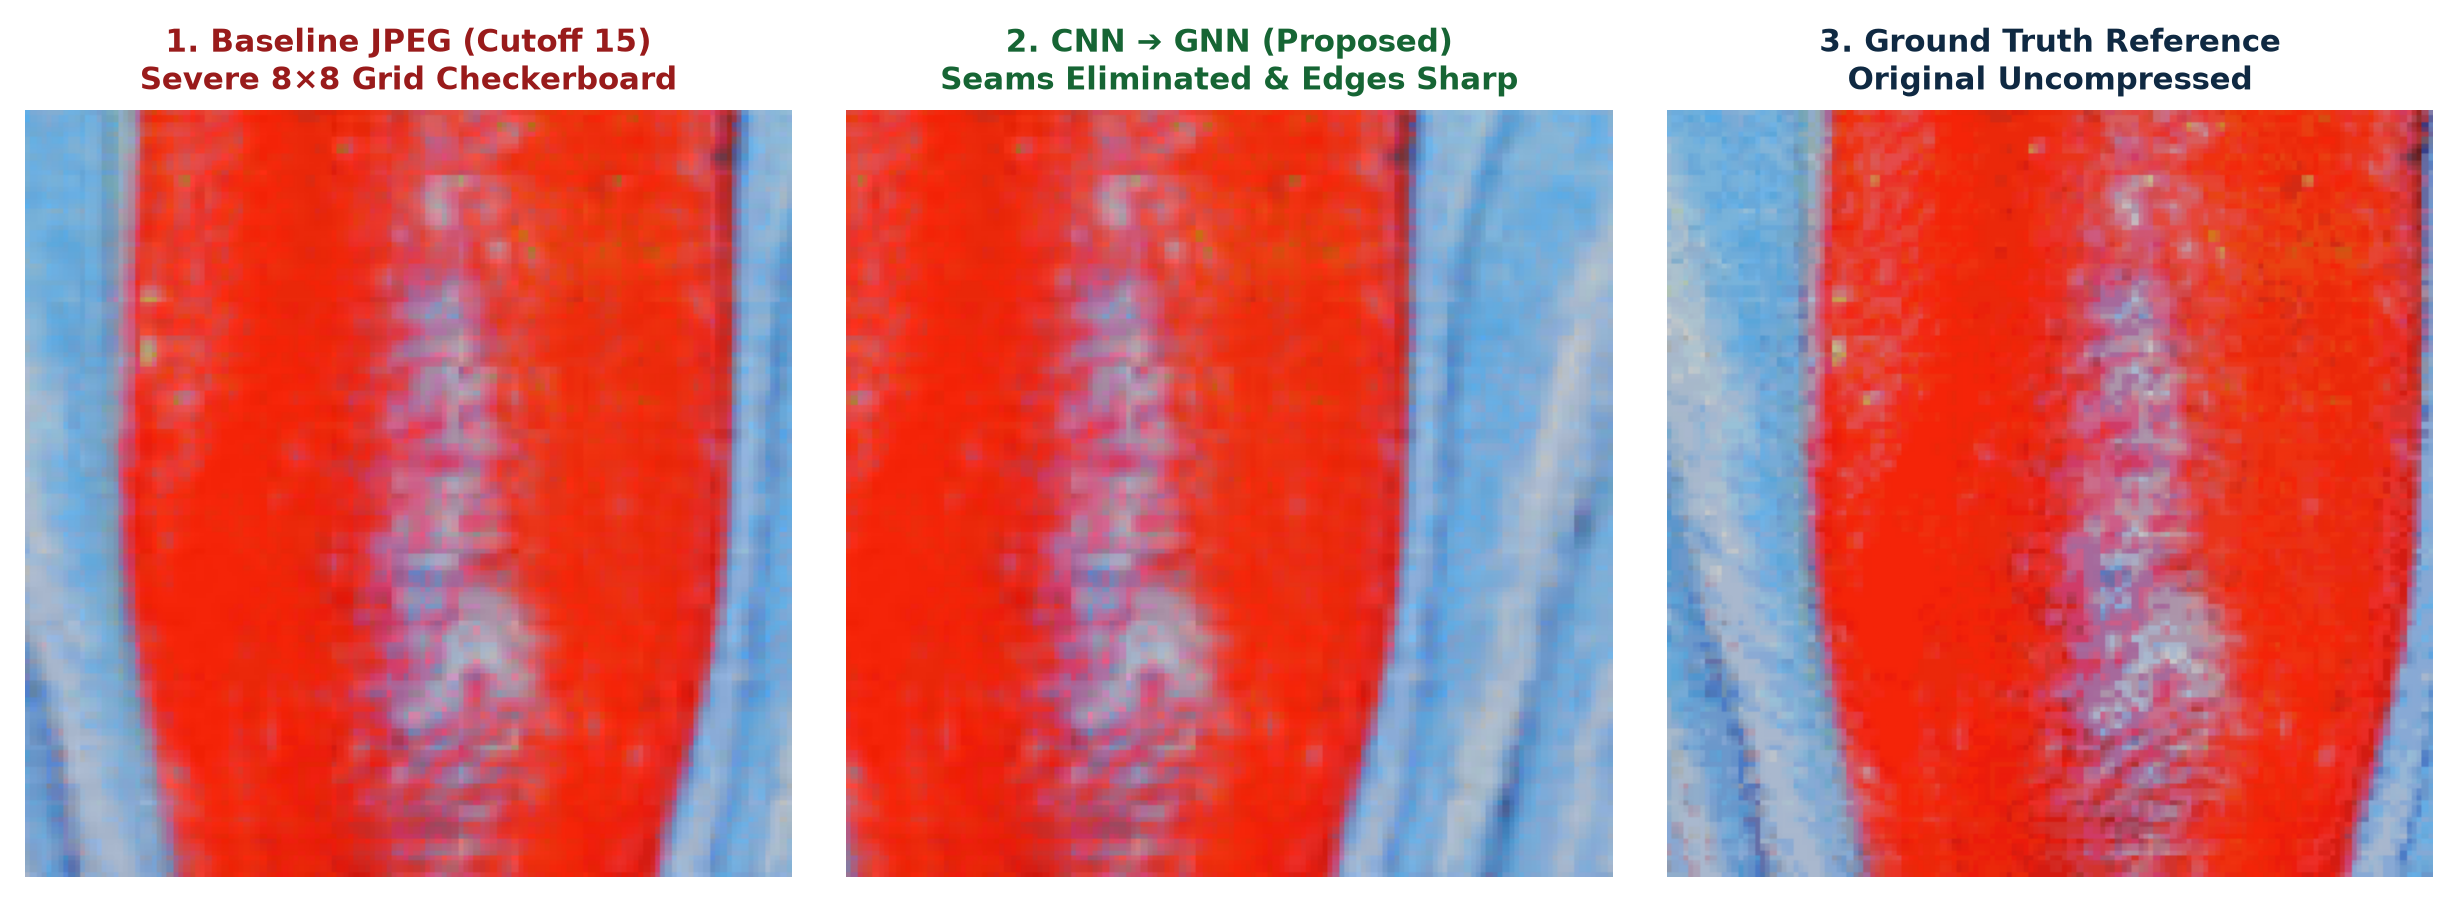 1. Baseline JPEG (Cutoff 15)
Severe 8×8 Grid Checkerboard
2. CNN → GNN (Proposed)
Seams Eliminated & Edges Sharp
3. Ground Truth Reference
Original Uncompressed